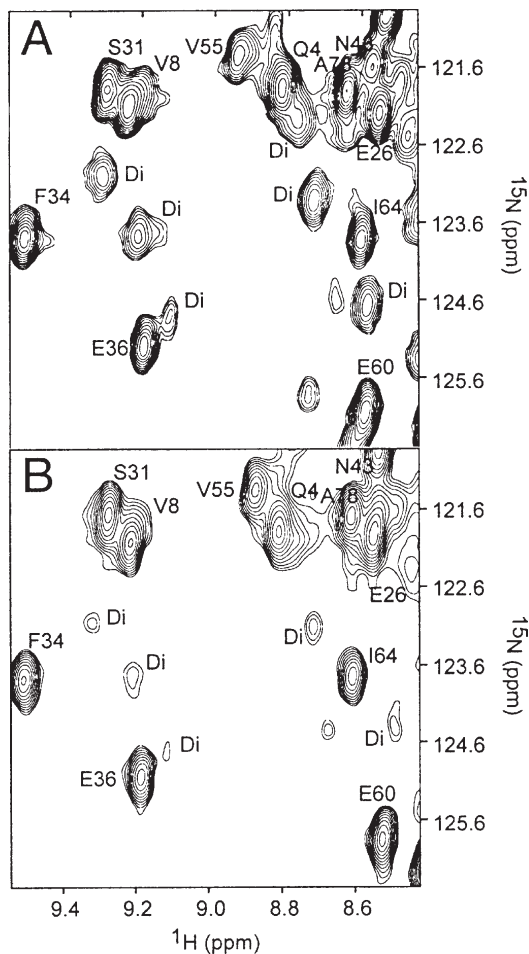 A
S31
V8
V55
Q4
N43
A78
121.6
Di
E26
122.6
Di
Di
Di
F34
I64
123.6
Di
Di
124.6
E36
E60
125.6
15N (ppm)
B
S31
V8
V55
Q4
N43
A78
121.6
E26
122.6
Di
Di
F34
Di
I64
123.6
Di
Di
124.6
E36
E60
125.6
15N (ppm)
9.4 9.2 9.0 8.8 8.6
1H (ppm)